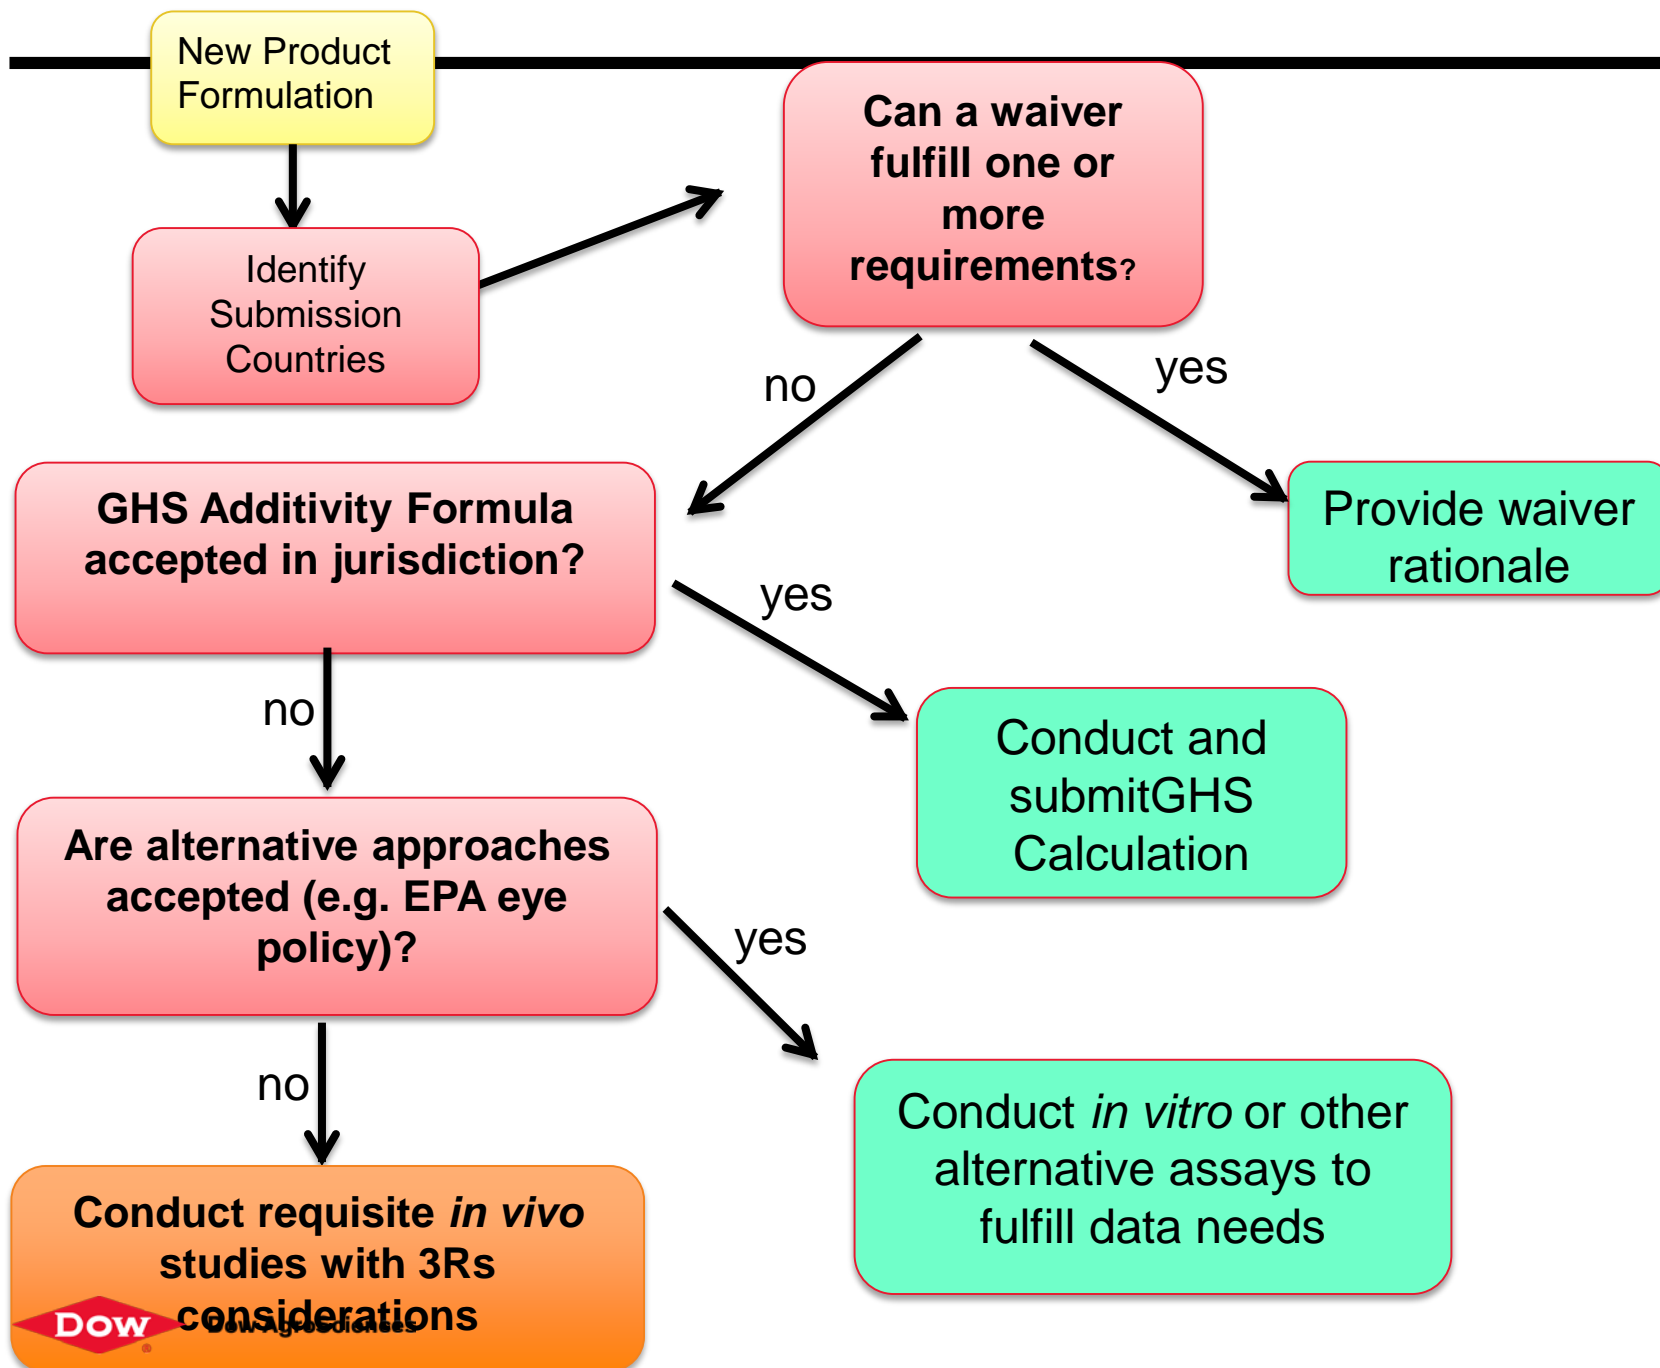 New Product
Formulation
Can a waiver
fulfill one or
more
requirements?
Identify
Submission
Countries
no
yes
GHS Additivity Formula
accepted in jurisdiction?
Provide waiver
rationale
yes
no
Conduct and
submitGHS
Calculation
Are alternative approaches
accepted (e.g. EPA eye
policy)?
yes
no
Conduct in vitro or other
alternative assays to
fulfill data needs
Conduct requisite in vivo
studies with 3Rs
considerations
DOW
®
Dow AgroSciences